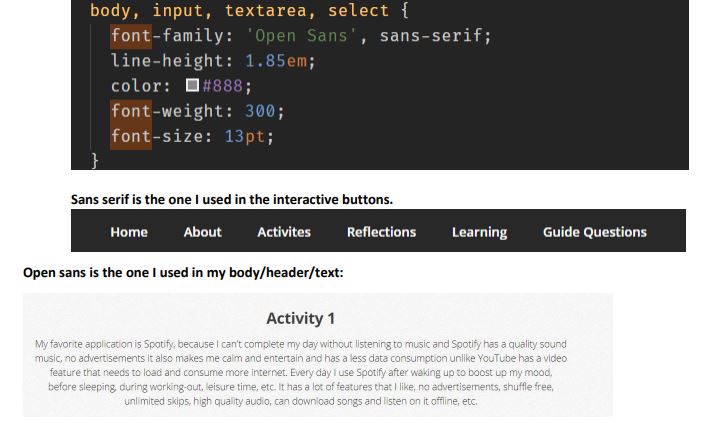 body, input, textarea, select {
font-family: 'Open Sans', sans-serif;
line-height: 1.85em;
color: #888;
font-weight: 300;
font-size: 13pt;
}
Sans serif is the one I used in the interactive buttons.
Home About Activites Reflections Learning Guide Questions
Open sans is the one I used in my body/header/text:
Activity 1
My favorite application is Spotify, because I can't complete my day without listening to music and Spotify has a quality sound
music, no advertisements it also makes me calm and entertain and has a less data consumption unlike YouTube has a video
feature that needs to load and consume more internet. Every day I use Spotify after waking up to boost up my mood,
before sleeping, during working-out, leisure time, etc. It has a lot of features that I like, no advertisements, shuffle free,
unlimited skips, high quality audio, can download songs and listen on it offline, etc.